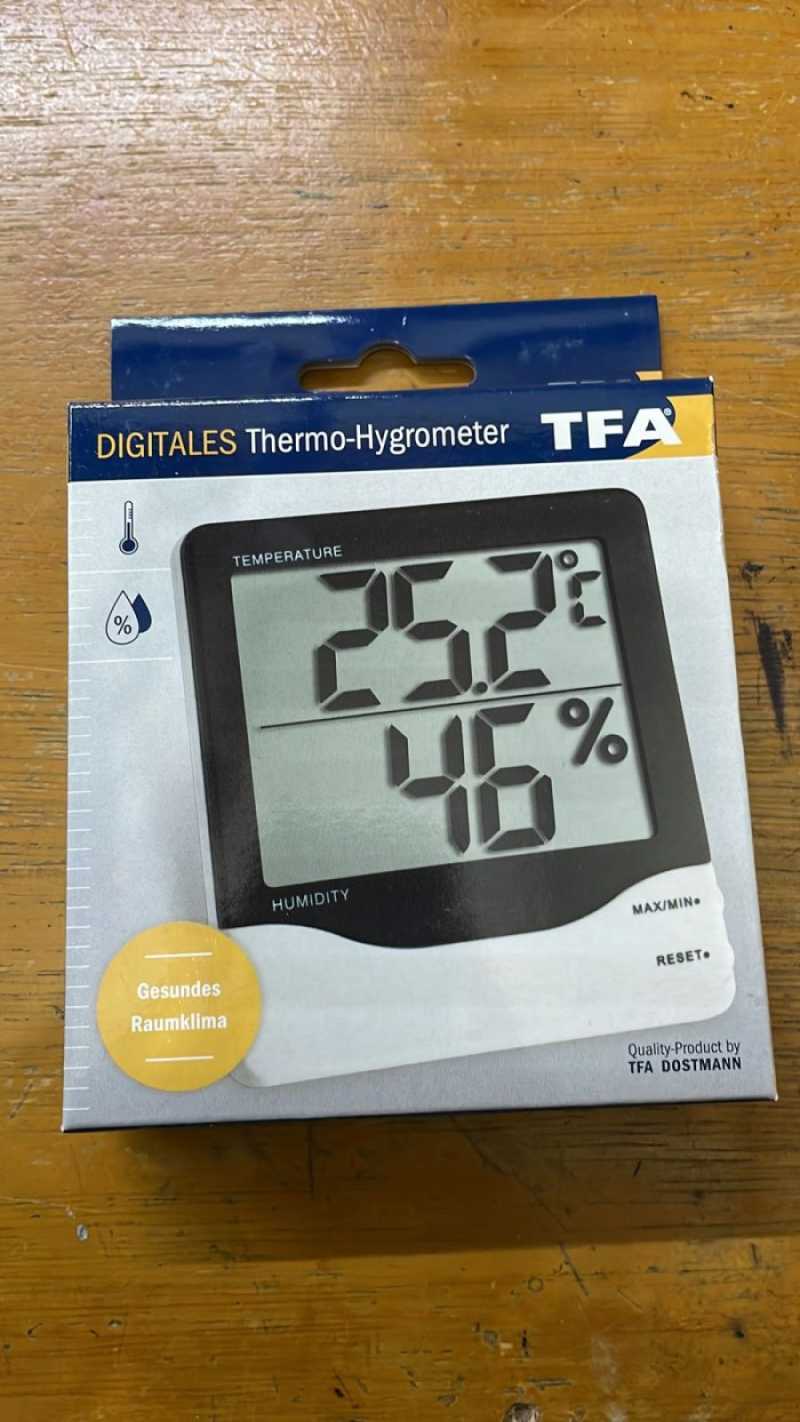 DIGITALES Thermo-Hygrometer
TFA®
TEMPERATURE
25.2°C
%
46%
HUMIDITY
MAX/MIN
RESET
Gesundes
Raumklima
Quality-Product by
TFA DOSTMANN